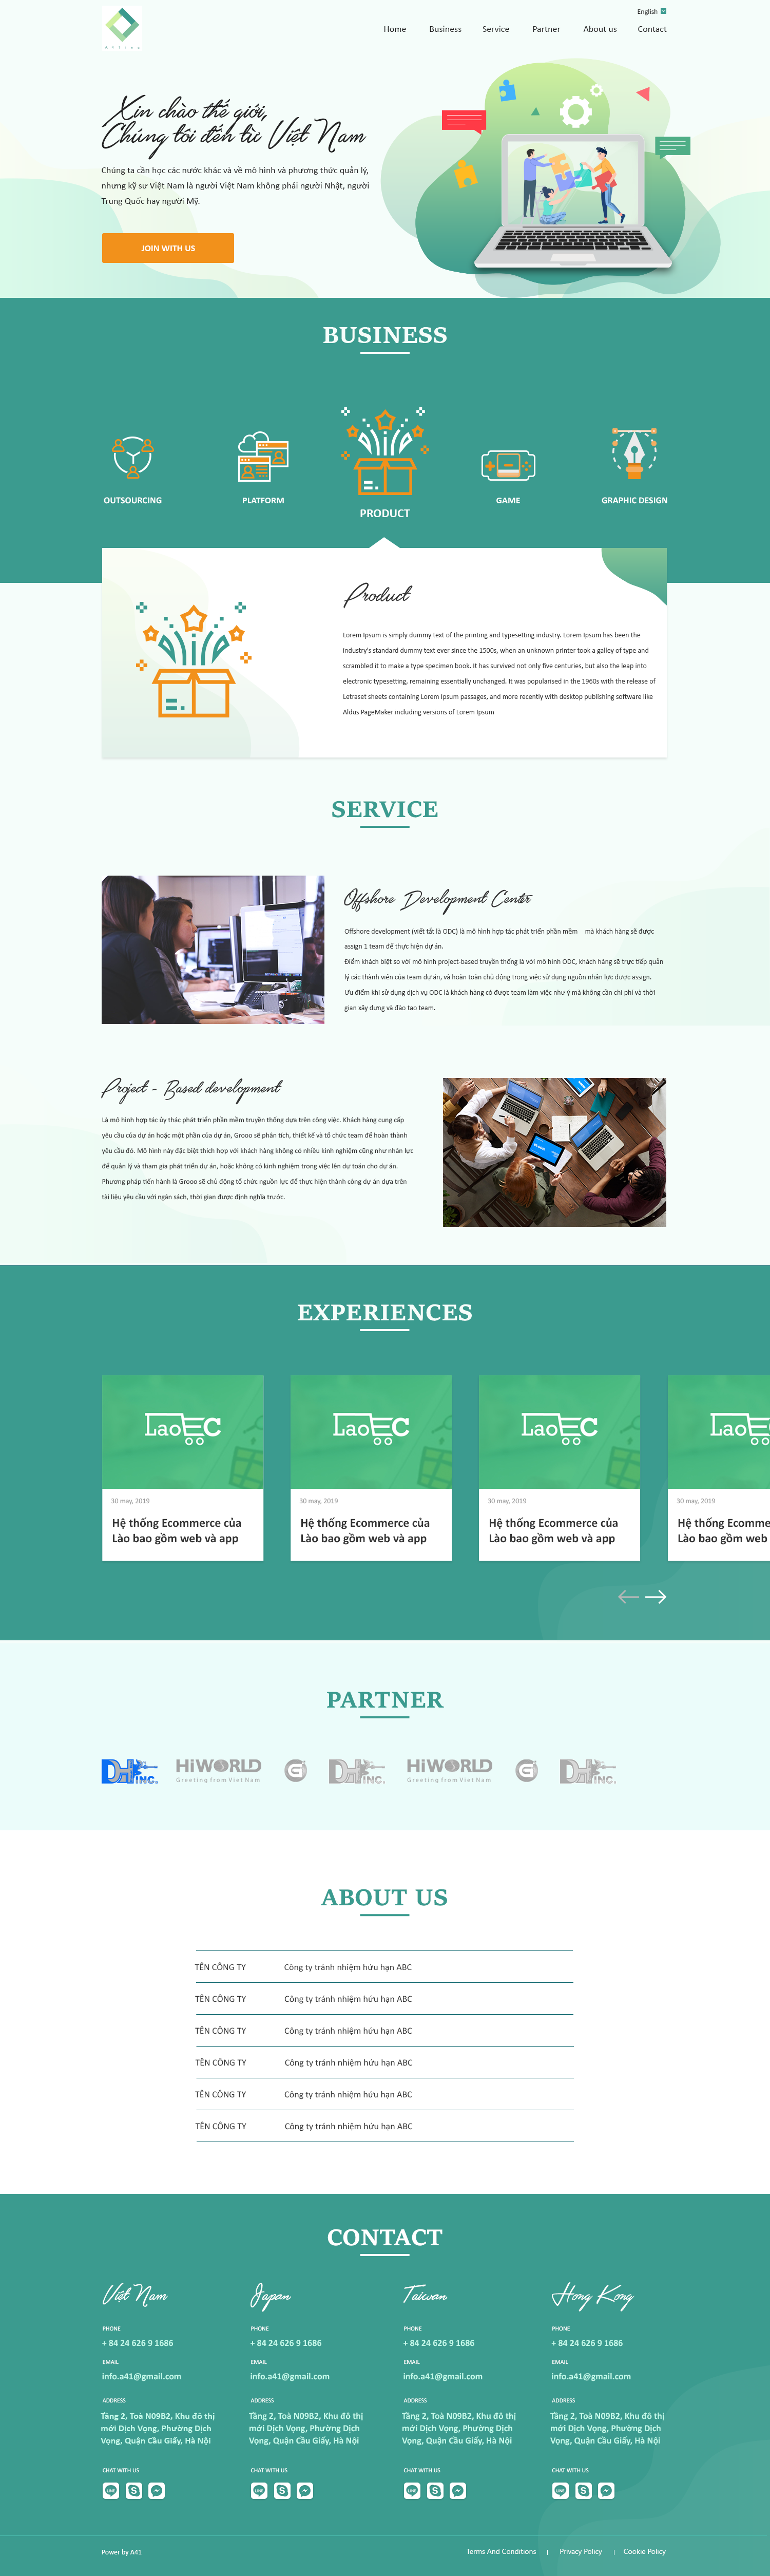 English
Home Business Service Partner About us Contact
Xin chào thế giới,
Chúng tôi đến từ Việt Nam
Chúng ta cần học các nước khác và về mô hình và phương thức quản lý,
nhưng kỹ sư Việt Nam là người Việt Nam không phải người Nhật, người
Trung Quốc hay người Mỹ.
JOIN WITH US
BUSINESS
OUTSOURCING PLATFORM PRODUCT GAME GRAPHIC DESIGN
Product
Lorem Ipsum is simply dummy text of the printing and typesetting industry. Lorem Ipsum has been the
industry's standard dummy text ever since the 1500s, when an unknown printer took a galley of type and
scrambled it to make a type specimen book. It has survived not only five centuries, but also the leap into
electronic typesetting, remaining essentially unchanged. It was popularised in the 1960s with the release of
Letraset sheets containing Lorem Ipsum passages, and more recently with desktop publishing software like
Aldus PageMaker including versions of Lorem Ipsum
SERVICE
Offshore Development Center
Offshore development (viết tắt là ODC) là mô hình hợp tác phát triển phần mềm mà khách hàng sẽ được
assign 1 team để thực hiện dự án.
Điểm khách biệt so với mô hình project-based truyền thống là với mô hình ODC, khách hàng sẽ trực tiếp quản
lý các thành viên của team dự án, và hoàn toàn chủ động trong việc sử dụng nguồn nhân lực được assign.
Ưu điểm khi sử dụng dịch vụ ODC là khách hàng có được team làm việc như ý mà không cần chi phí và thời
gian xây dựng và đào tạo team.
Project - Based development
Là mô hình hợp tác ủy thác phát triển phần mềm truyền thống dựa trên công việc. Khách hàng cung cấp
yêu cầu của dự án hoặc một phần của dự án, Grooo sẽ phân tích, thiết kế và tổ chức team để hoàn thành
yêu cầu đó. Mô hình này đặc biệt thích hợp với khách hàng không có nhiều kinh nghiệm cũng như nhân lực
để quản lý và tham gia phát triển dự án, hoặc không có kinh nghiệm trong việc lên dự toán cho dự án.
Phương pháp tiến hành là Grooo sẽ chủ động tổ chức nguồn lực để thực hiện thành công dự án dựa trên
tài liệu yêu cầu với ngân sách, thời gian được định nghĩa trước.
EXPERIENCES
LaoEC LaoEC LaoEC LaoE
30 may, 2019 30 may, 2019 30 may, 2019 30 may, 2019
Hệ thống Ecommerce của Hệ thống Ecommerce của Hệ thống Ecommerce của Hệ thống Ecomme
Lào bao gồm web và app Lào bao gồm web và app Lào bao gồm web và app Lào bao gồm web
PARTNER
DHH INC. HiWORLD G DHH INC. HiWORLD G DHH INC.
Greeting from Viet Nam Greeting from Viet Nam
ABOUT US
TÊN CÔNG TY Công ty tránh nhiệm hứu hạn ABC
TÊN CÔNG TY Công ty tránh nhiệm hứu hạn ABC
TÊN CÔNG TY Công ty tránh nhiệm hứu hạn ABC
TÊN CÔNG TY Công ty tránh nhiệm hứu hạn ABC
TÊN CÔNG TY Công ty tránh nhiệm hứu hạn ABC
TÊN CÔNG TY Công ty tránh nhiệm hứu hạn ABC
CONTACT
Việt Nam Japan Taiwan Hong Kong
PHONE PHONE PHONE PHONE
+ 84 24 626 9 1686 + 84 24 626 9 1686 + 84 24 626 9 1686 + 84 24 626 9 1686
EMAIL EMAIL EMAIL EMAIL
info.a41@gmail.com info.a41@gmail.com info.a41@gmail.com info.a41@gmail.com
ADDRESS ADDRESS ADDRESS ADDRESS
Tầng 2, Toà N09B2, Khu đô thị Tầng 2, Toà N09B2, Khu đô thị Tầng 2, Toà N09B2, Khu đô thị Tầng 2, Toà N09B2, Khu đô thị
mới Dịch Vọng, Phường Dịch mới Dịch Vọng, Phường Dịch mới Dịch Vọng, Phường Dịch mới Dịch Vọng, Phường Dịch
Vọng, Quận Cầu Giấy, Hà Nội Vọng, Quận Cầu Giấy, Hà Nội Vọng, Quận Cầu Giấy, Hà Nội Vọng, Quận Cầu Giấy, Hà Nội
CHAT WITH US CHAT WITH US CHAT WITH US CHAT WITH US
LINE LINE LINE LINE
Power by A41 Terms And Conditions | Privacy Policy | Cookie Policy